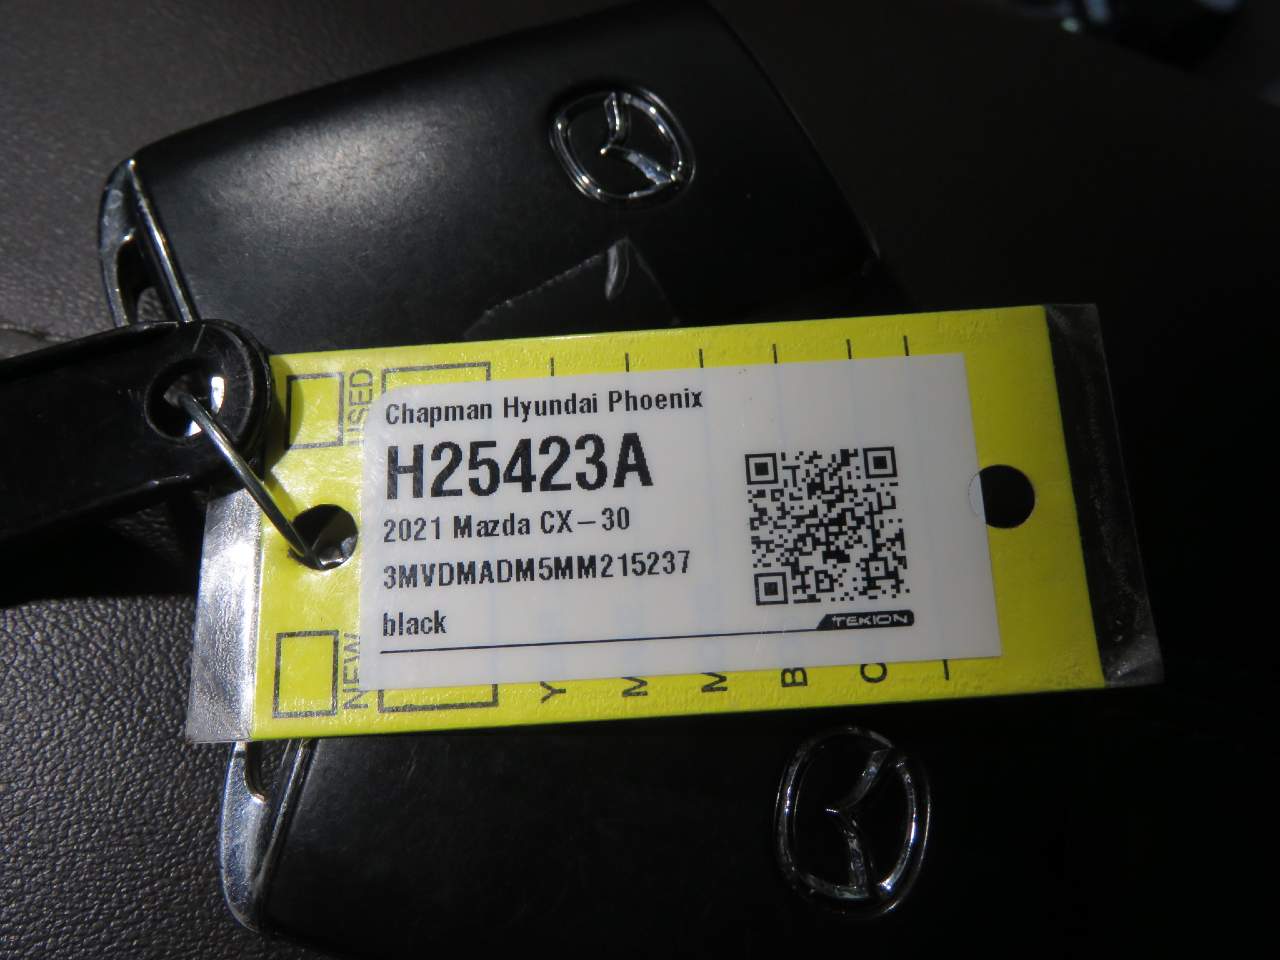 Chapman Hyundai Phoenix
H25423A
2021 Mazda CX-30
3MVDMADM5MM215237
black
TEKION
USED
NEW
Y
M
M
B